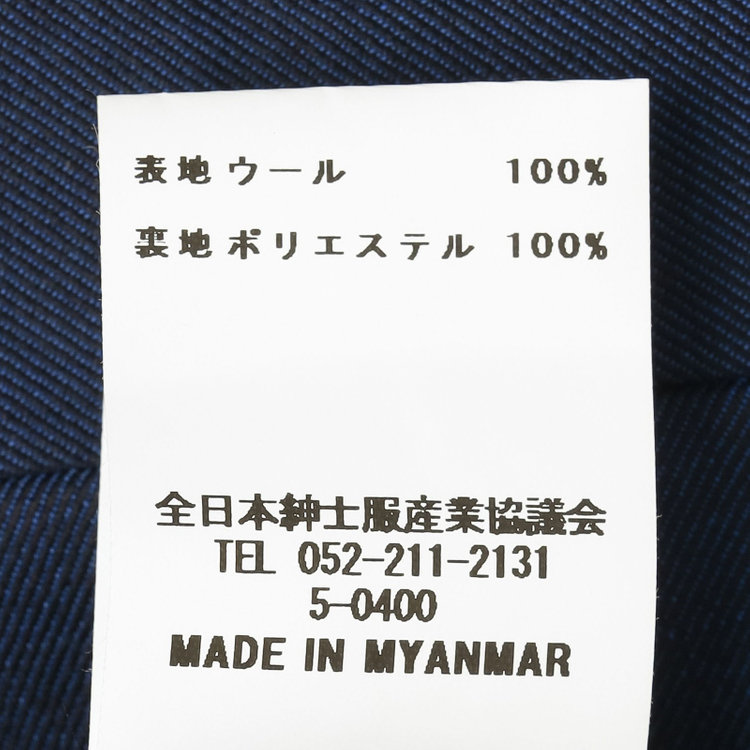 表地 ウール 100%
裏地 ポリエステル 100%
全日本紳士服産業協議会
TEL 052-211-2131
5-0400
MADE IN MYANMAR